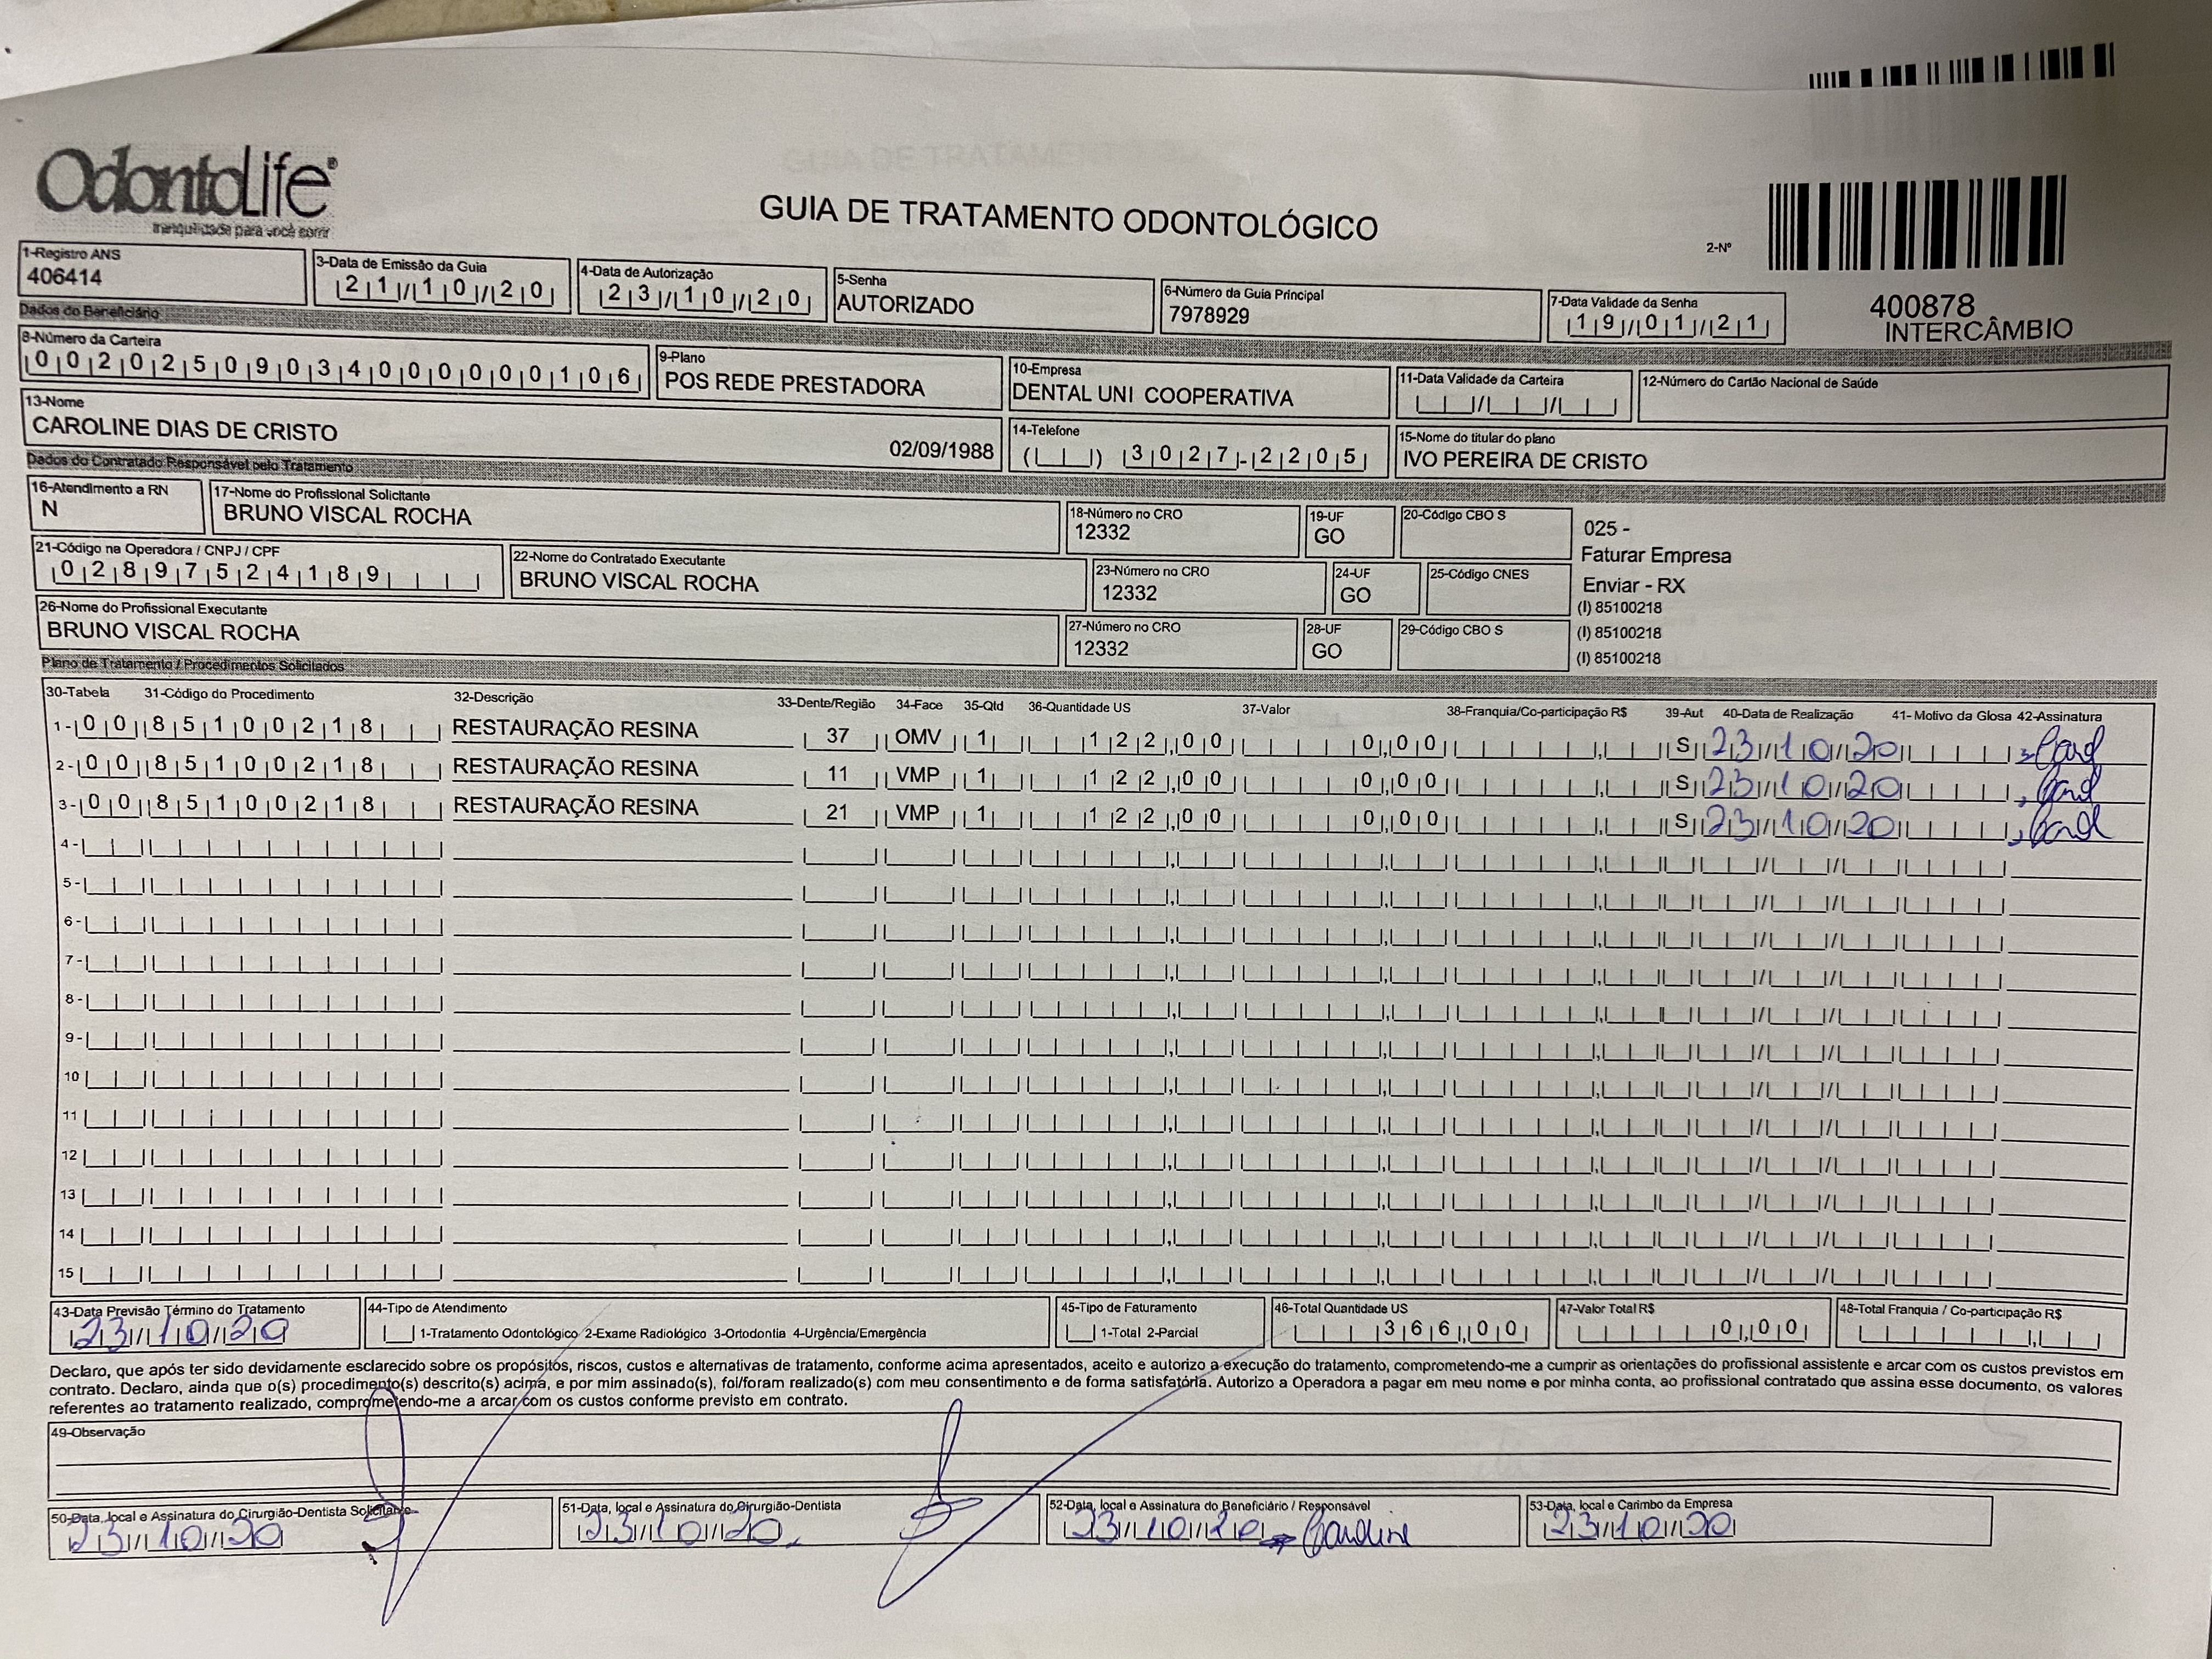 OdontoLife®
tranquilidade para você sorrir
GUIA DE TRATAMENTO ODONTOLÓGICO
2-Nº
400878
INTERCÂMBIO
1-Registro ANS
406414
3-Data de Emissão da Guia
21/10/20
4-Data de Autorização
23/10/20
5-Senha
AUTORIZADO
6-Número da Guia Principal
7978929
7-Data Validade da Senha
19/01/21
Dados do Beneficiário
8-Número da Carteira
00202509034000000106
9-Plano
POS REDE PRESTADORA
10-Empresa
DENTAL UNI COOPERATIVA
11-Data Validade da Carteira
12-Número do Cartão Nacional de Saúde
13-Nome
CAROLINE DIAS DE CRISTO 02/09/1988
14-Telefone
( ) 3027-2205
15-Nome do titular do plano
IVO PEREIRA DE CRISTO
Dados do Contratado Responsável pelo Tratamento
16-Atendimento a RN
N
17-Nome do Profissional Solicitante
BRUNO VISCAL ROCHA
18-Número no CRO
12332
19-UF
GO
20-Código CBO S
21-Código na Operadora / CNPJ / CPF
02897524189
22-Nome do Contratado Executante
BRUNO VISCAL ROCHA
23-Número no CRO
12332
24-UF
GO
25-Código CNES
26-Nome do Profissional Executante
BRUNO VISCAL ROCHA
27-Número no CRO
12332
28-UF
GO
29-Código CBO S
025 -
Faturar Empresa
Enviar - RX
(I) 85100218
(I) 85100218
(I) 85100218
Plano de Tratamento / Procedimentos Solicitados
30-Tabela 31-Código do Procedimento 32-Descrição 33-Dente/Região 34-Face 35-Qtd 36-Quantidade US 37-Valor 38-Franquia/Co-participação R$ 39-Aut 40-Data de Realização 41- Motivo da Glosa 42-Assinatura
1- 00 85100218 RESTAURAÇÃO RESINA 37 OMV 1 122,00 0,00 S 23/10/20
2- 00 85100218 RESTAURAÇÃO RESINA 11 VMP 1 122,00 0,00 S 23/10/20
3- 00 85100218 RESTAURAÇÃO RESINA 21 VMP 1 122,00 0,00 S 23/10/20
4-
5-
6-
7-
8-
9-
10
11
12
13
14
15
43-Data Previsão Término do Tratamento
23/10/20
44-Tipo de Atendimento
1-Tratamento Odontológico 2-Exame Radiológico 3-Ortodontia 4-Urgência/Emergência
45-Tipo de Faturamento
1-Total 2-Parcial
46-Total Quantidade US
366,00
47-Valor Total R$
0,00
48-Total Franquia / Co-participação R$
Declaro, que após ter sido devidamente esclarecido sobre os propósitos, riscos, custos e alternativas de tratamento, conforme acima apresentados, aceito e autorizo a execução do tratamento, comprometendo-me a cumprir as orientações do profissional assistente e arcar com os custos previstos em
contrato. Declaro, ainda que o(s) procedimento(s) descrito(s) acima, e por mim assinado(s), foi/foram realizado(s) com meu consentimento e de forma satisfatória. Autorizo a Operadora a pagar em meu nome e por minha conta, ao profissional contratado que assina esse documento, os valores
referentes ao tratamento realizado, comprometendo-me a arcar com os custos conforme previsto em contrato.
49-Observação
50-Data, local e Assinatura do Cirurgião-Dentista Solicitante
23/10/20
51-Data, local e Assinatura do Cirurgião-Dentista
23/10/20
52-Data, local e Assinatura do Beneficiário / Responsável
23/10/20 Caroline
53-Data, local e Carimbo da Empresa
23/10/20